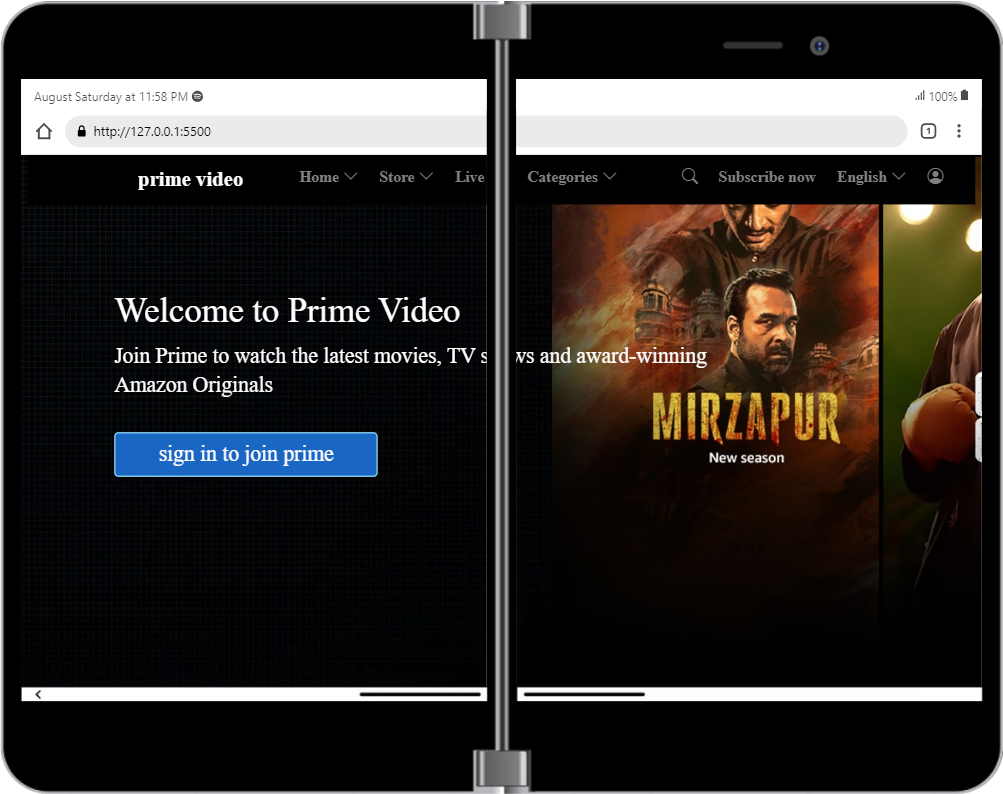 August Saturday at 11:58 PM
100%
http://127.0.0.1:5500
1
prime video Home Store Live Categories Subscribe now English
Welcome to Prime Video
Join Prime to watch the latest movies, TV s ws and award-winning
Amazon Originals
sign in to join prime
MIRZAPUR
New season